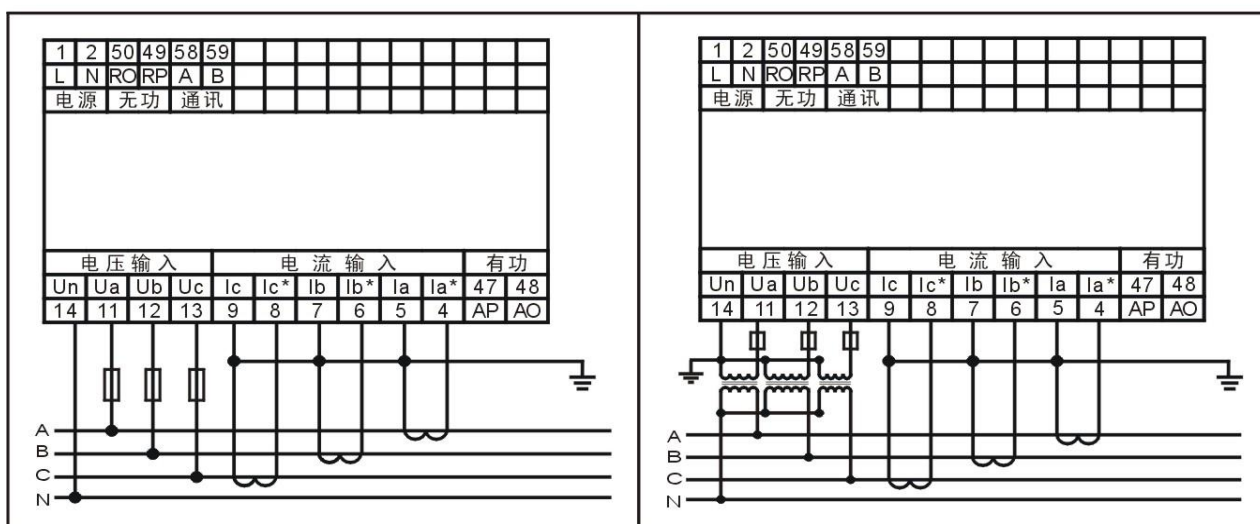 1 2 50 49 58 59
L N RO RP A B
电源 无功 通讯
电压输入 电流输入 有功
Un Ua Ub Uc Ic Ic* Ib Ib* Ia Ia* 47 48
14 11 12 13 9 8 7 6 5 4 AP AO
A
B
C
N
1 2 50 49 58 59
L N RO RP A B
电源 无功 通讯
电压输入 电流输入 有功
Un Ua Ub Uc Ic Ic* Ib Ib* Ia Ia* 47 48
14 11 12 13 9 8 7 6 5 4 AP AO
A
B
C
N